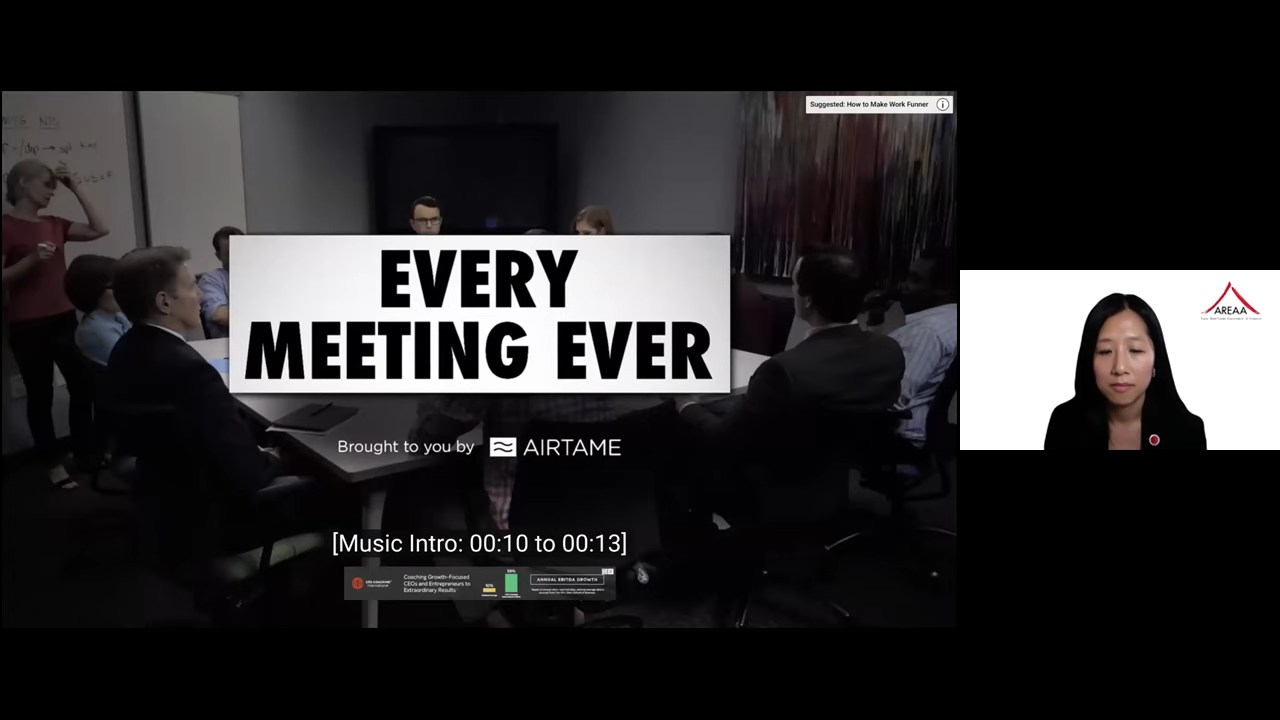 Suggested: How to Make Work Funner
EVERY
MEETING EVER
Brought to you by AIRTAME
[Music Intro: 00:10 to 00:13]
Coaching Growth-Focused
CEOs and Entrepreneurs to
Extraordinary Results
ANNUAL EBITDA GROWTH
AREAA